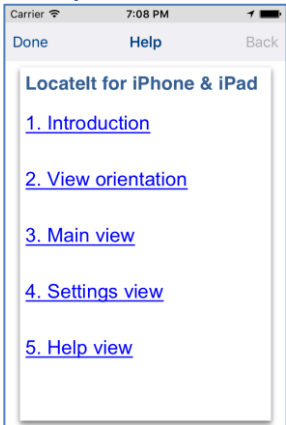 Carrier 7:08 PM
Done Help Back
LocateIt for iPhone & iPad
1. Introduction
2. View orientation
3. Main view
4. Settings view
5. Help view